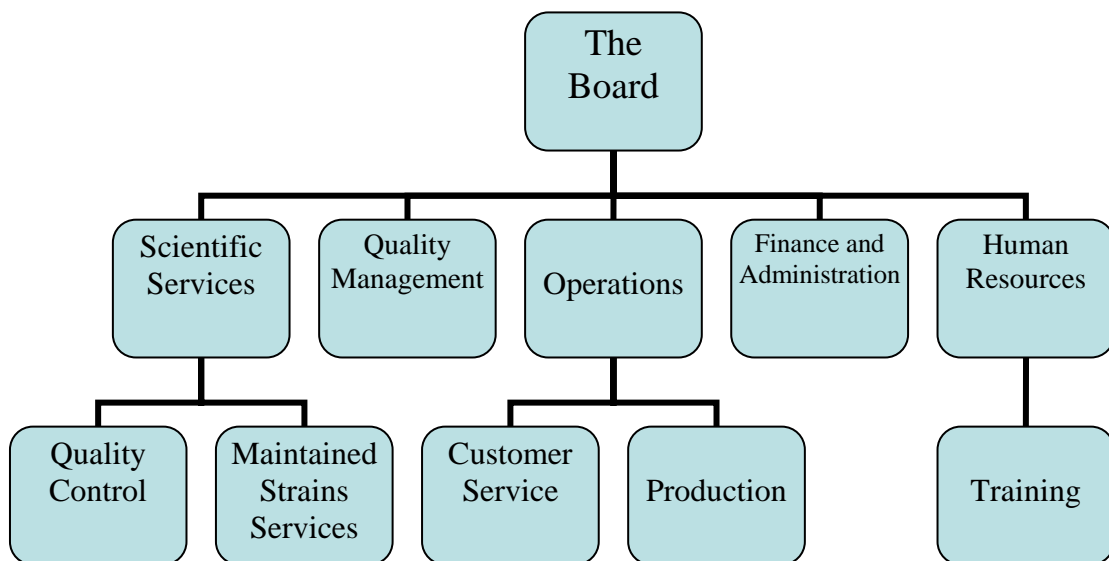 The
Board
Scientific
Services
Quality
Management
Operations
Finance and
Administration
Human
Resources
Quality
Control
Maintained
Strains
Services
Customer
Service
Production
Training